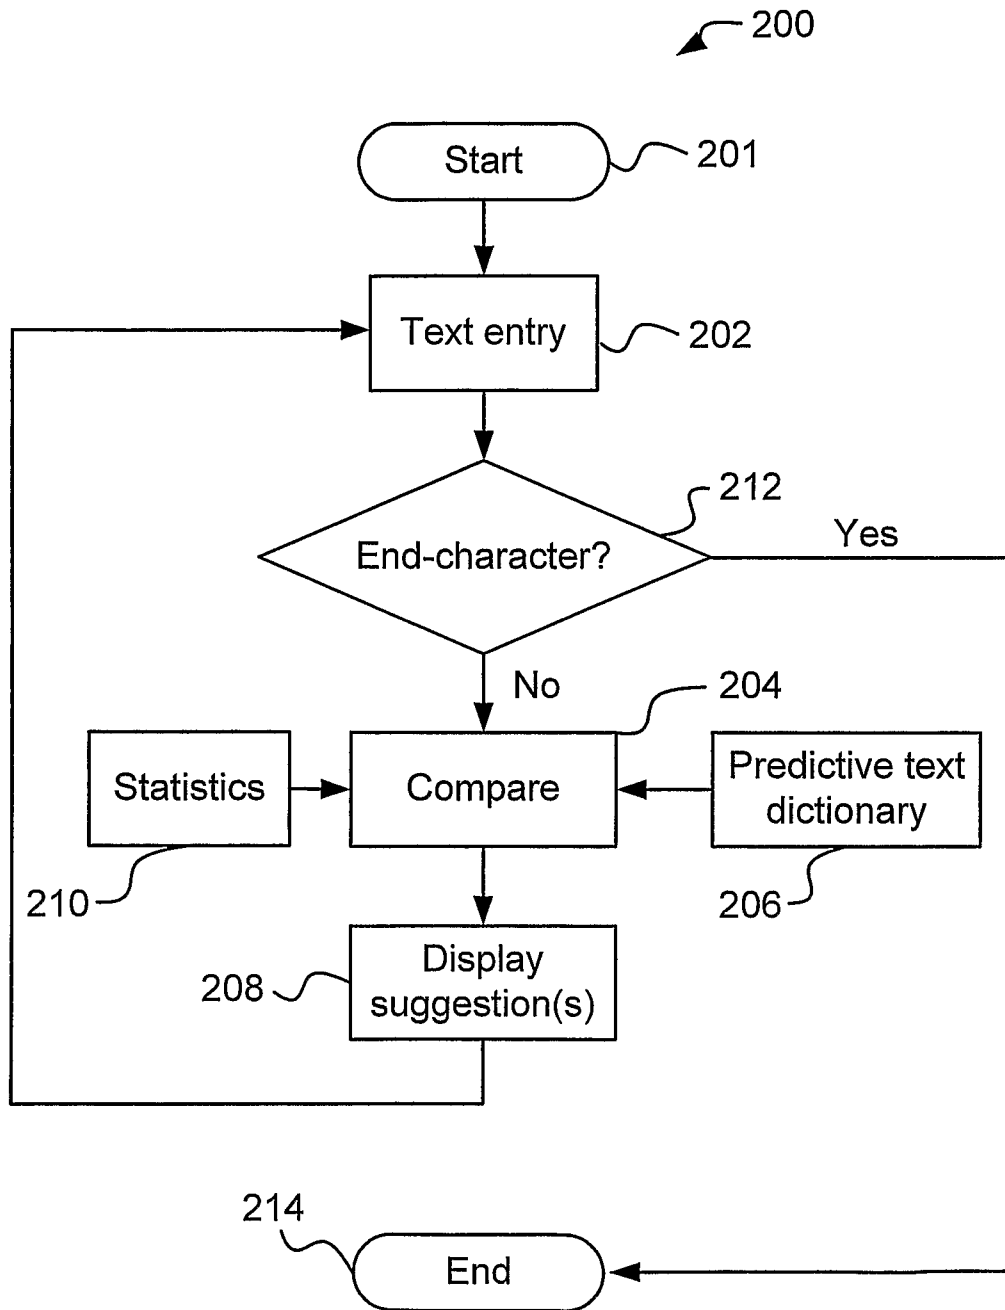 200
Start
201
Text entry
202
212
End-character?
Yes
No
204
Statistics
Compare
Predictive text
dictionary
210
206
Display
suggestion(s)
208
214
End